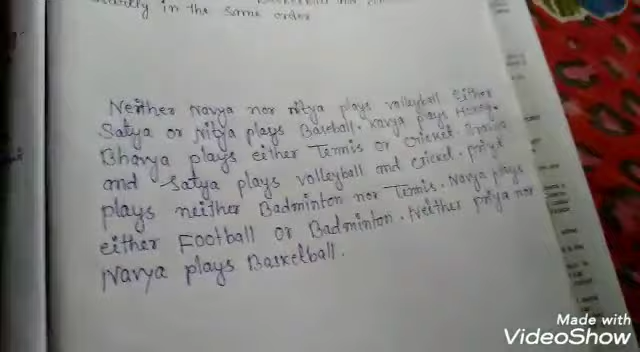 in the same order
Neither Navya nor Nitya plays volleyball. Either
Satya or Nitya plays Baseball. Kavya plays Hockey.
Bhavya plays either Tennis or cricket.
and Satya plays volleyball and cricket. Priya
plays neither Badminton nor Tennis. Navya plays
either Football or Badminton. Neither priya nor
Navya plays Basketball.
Made with
VideoShow